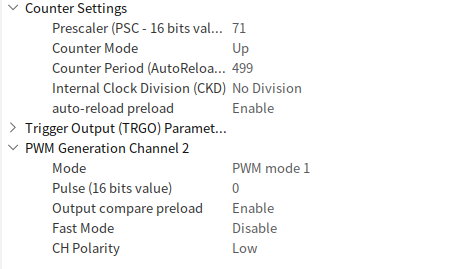 Counter Settings
Prescaler (PSC - 16 bits val... 71
Counter Mode Up
Counter Period (AutoReloa... 499
Internal Clock Division (CKD) No Division
auto-reload preload Enable
Trigger Output (TRGO) Paramet...
PWM Generation Channel 2
Mode PWM mode 1
Pulse (16 bits value) 0
Output compare preload Enable
Fast Mode Disable
CH Polarity Low